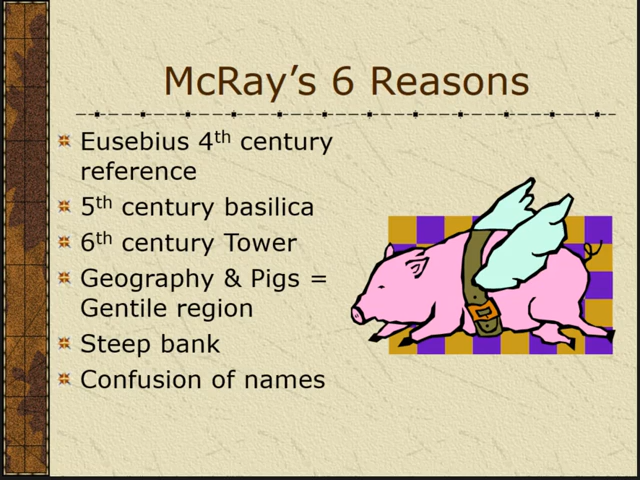 McRay’s 6 Reasons
Eusebius 4th century
reference
5th century basilica
6th century Tower
Geography & Pigs =
Gentile region
Steep bank
Confusion of names